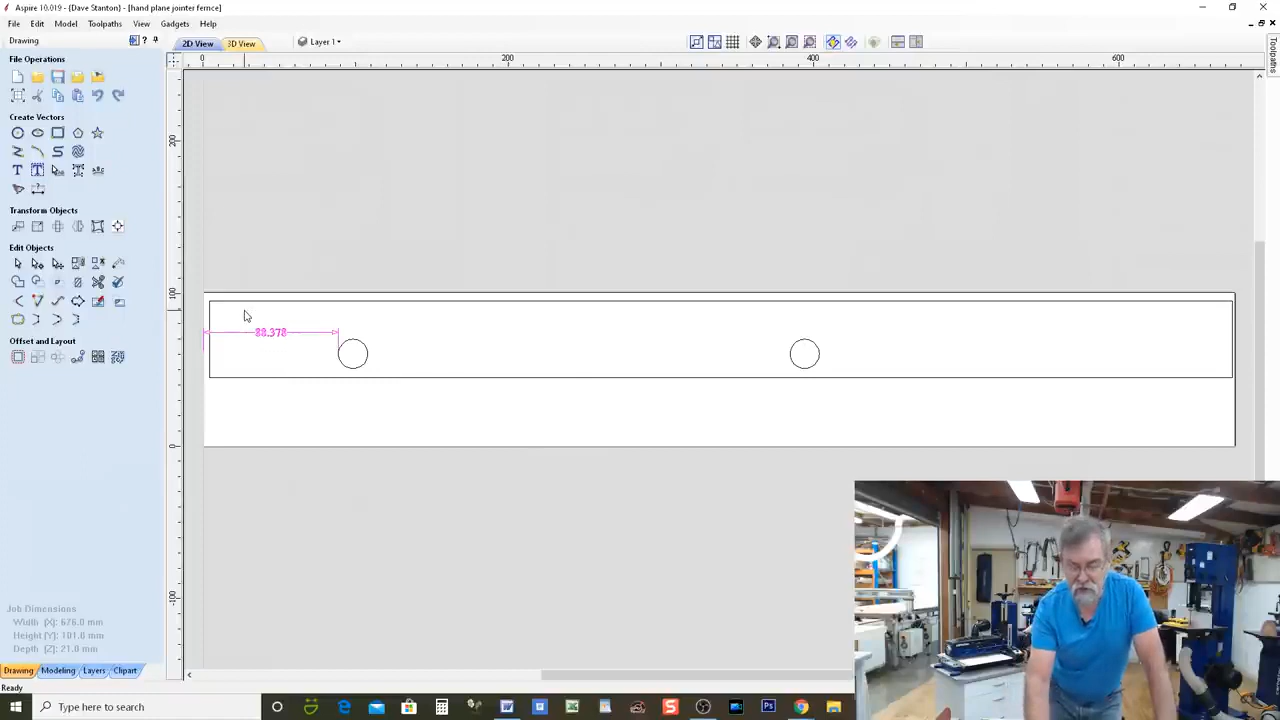 Aspire 10.019 - {Dave Stanton} - [hand plane jointer fernce]
File Edit Model Toolpaths View Gadgets Help
Drawing
2D View 3D View Layer 1
File Operations
Create Vectors
Transform Objects
Edit Objects
Offset and Layout
0 200 400 600
200
100
0
-100
88.378
Toolpaths
Job Dimensions
Width (X): 676.0 mm
Height (Y): 101.0 mm
Depth (Z): 21.0 mm
Drawing Modeling Layers Clipart
Ready
Type here to search